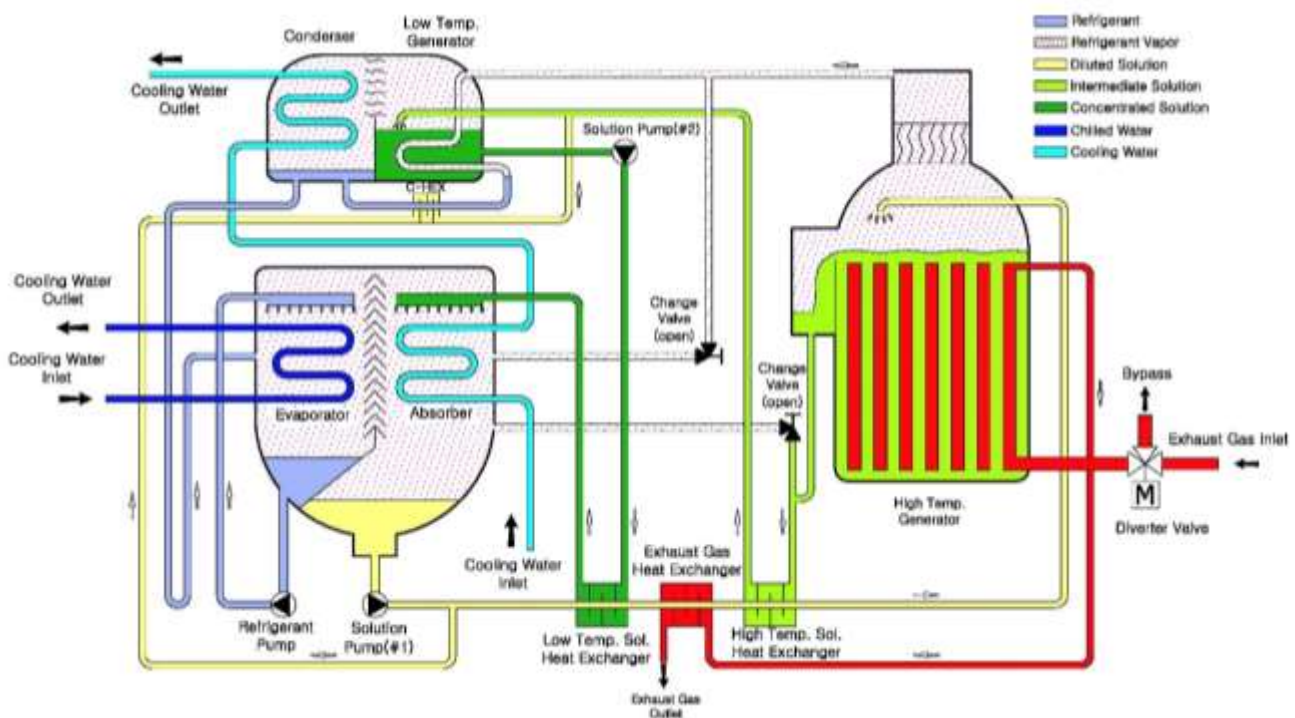 Condenser
Low Temp.
Generator
Cooling Water
Outlet
Solution Pump(#2)
C-HEX
Refrigerant
Refrigerant Vapor
Diluted Solution
Intermediate Solution
Concentrated Solution
Chilled Water
Cooling Water
Cooling Water
Outlet
Cooling Water
Inlet
Evaporator
Absorber
Change
Valve
(open)
Change
Valve
(open)
Bypass
Exhaust Gas Inlet
M
Diverter Valve
High Temp.
Generator
Cooling Water
Inlet
Exhaust Gas
Heat Exchanger
Refrigerant
Pump
Solution
Pump(#1)
Low Temp. Sol.
Heat Exchanger
High Temp. Sol.
Heat Exchanger
Exhaust Gas
Outlet